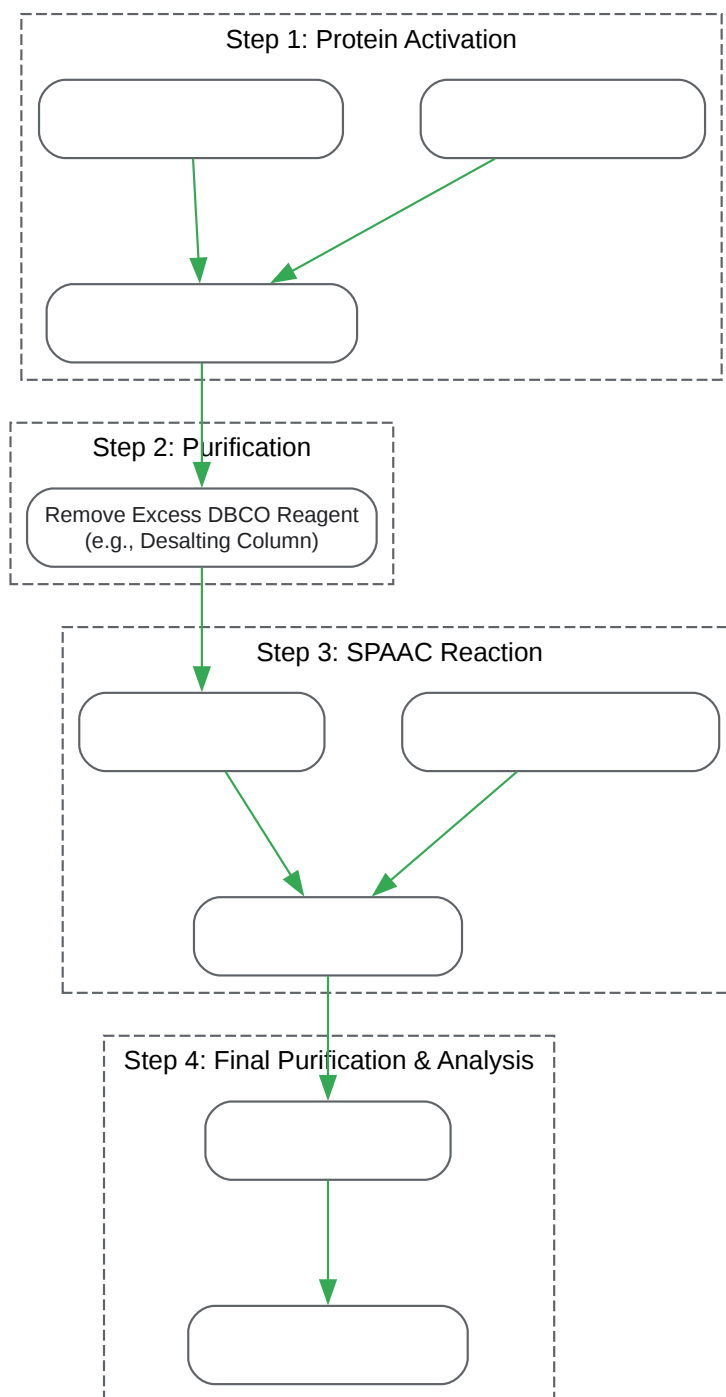 Step 1: Protein Activation
Step 2: Purification
Remove Excess DBCO Reagent
(e.g., Desalting Column)
Step 3: SPAAC Reaction
Step 4: Final Purification & Analysis